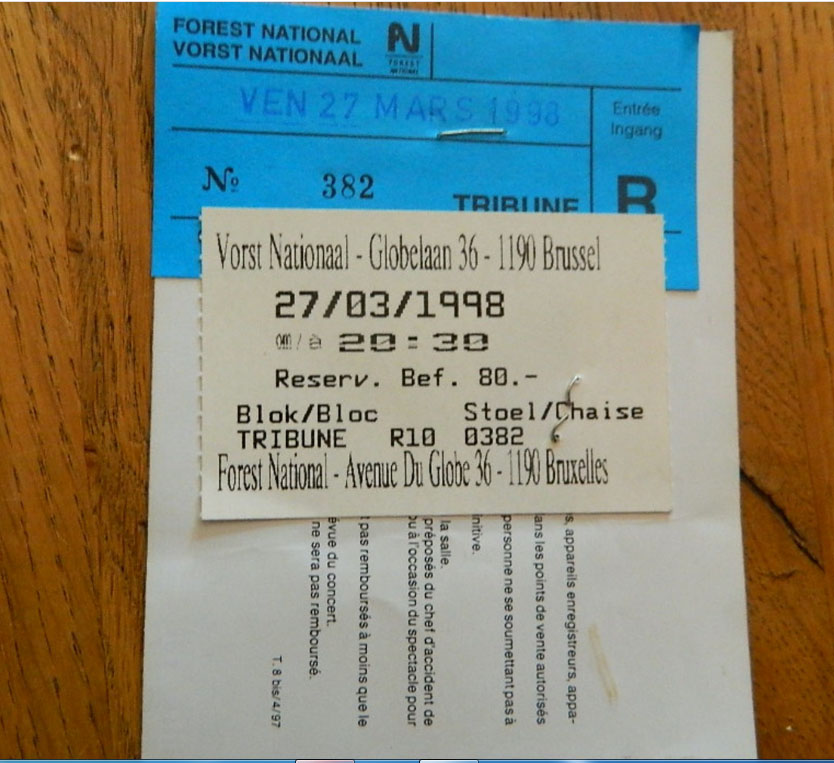 FOREST NATIONAL
VORST NATIONAAL
N
FOREST
NATIONAL
VEN 27 MARS 1998
Entrée
Ingang
Nº 382
TRIBUNE
B
Vorst Nationaal - Globelaan 36 - 1190 Brussel
27/03/1998
om/à 20:30
Reserv. Bef. 80.-
Blok/Bloc Stoel/Chaise
TRIBUNE R10 0382
Forest National - Avenue Du Globe 36 - 1190 Bruxelles
s, appareils enregistreurs, appa-
ans les points de vente autorisés
personne ne se soumettant pas à
initive.
la salle.
préposés du chef d'accident de
ou à l'occasion du spectacle pour
t pas remboursés à moins que le
évue du concert.
ne sera pas remboursé.
T. 8 bis/4/97